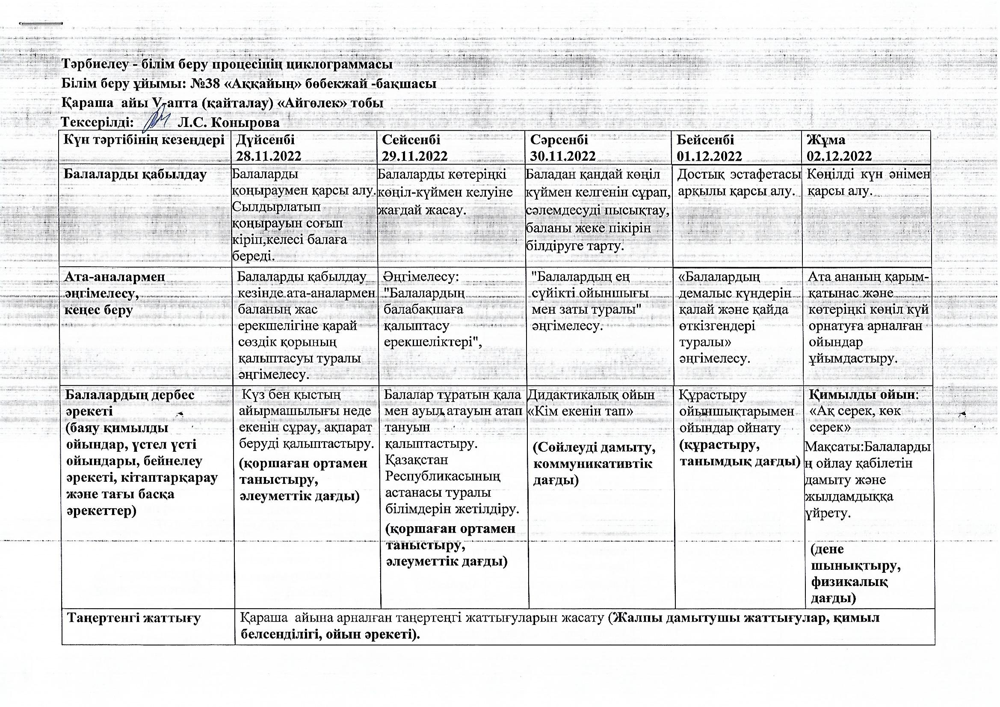 Тәрбиелеу - білім беру процесінің циклограммасы
Білім беру ұйымы: №38 «Аққайың» бөбекжай -бақшасы
Қараша айы V-апта (қайталау) «Айгөлек» тобы
Тексерілді: Л.С. Конырова
Күн тәртібінің кезеңдері
Дүйсенбі
28.11.2022
Сейсенбі
29.11.2022
Сәрсенбі
30.11.2022
Бейсенбі
01.12.2022
Жұма
02.12.2022
Балаларды қабылдау
Балаларды
қоңыраумен қарсы алу.
Сылдырлатып
қоңырауын соғып
кіріп,келесі балаға
береді.
Балаларды көтеріңкі
көңіл-күймен келуіне
жағдай жасау.
Баладан қандай көңіл
күймен келгенін сұрап,
сәлемдесуді пысықтау,
баланы жеке пікірін
білдіруге тарту.
Достық эстафетасы
арқылы қарсы алу.
Көңілді күн әнімен
қарсы алу.
Ата-аналармен
әңгімелесу,
кеңес беру
Балаларды қабылдау
кезінде ата-аналармен
баланың жас
ерекшелігіне қарай
сөздік қорының
қалыптасуы туралы
әңгімелесу.
Әңгімелесу:
"Балалардың
балабақшаға
қалыптасу
ерекшеліктері",
"Балалардың ең
сүйікті ойыншығы
мен заты туралы"
әңгімелесу.
«Балалардың
демалыс күндерін
қалай және қайда
өткізгендері
туралы»
әңгімелесу.
Ата ананың қарым-
қатынас және
көтеріңкі көңіл күй
орнатуға арналған
ойындар
ұйымдастыру.
Балалардың дербес
әрекеті
(баяу қимылды
ойындар, үстел үсті
ойындары, бейнелеу
әрекеті, кітаптарқарау
және тағы басқа
әрекеттер)
Күз бен қыстың
айырмашылығы неде
екенін сұрау, ақпарат
беруді қалыптастыру.
(қоршаған ортамен
таныстыру,
әлеуметтік дағды)
Балалар тұратын қала
мен ауыл атауын атап
тануын
қалыптастыру.
Қазақстан
Республикасының
астанасы туралы
білімдерін жетілдіру.
(қоршаған ортамен
таныстыру,
әлеуметтік дағды)
Дидактикалық ойын
«Кім екенін тап»
(Сөйлеуді дамыту,
коммуникативтік
дағды)
Құрастыру
ойыншықтарымен
ойындар ойнату
(құрастыру,
танымдық дағды)
Қимылды ойын:
«Ақ серек, көк
серек»
Мақсаты:Балаларды
ң ойлау қабілетін
дамыту және
жылдамдыққа
үйрету.
(дене
шынықтыру,
физикалық
дағды)
Таңертенгі жаттығу
Қараша айына арналған таңертеңгі жаттығуларын жасату (Жалпы дамытушы жаттығулар, қимыл
белсенділігі, ойын әрекеті).